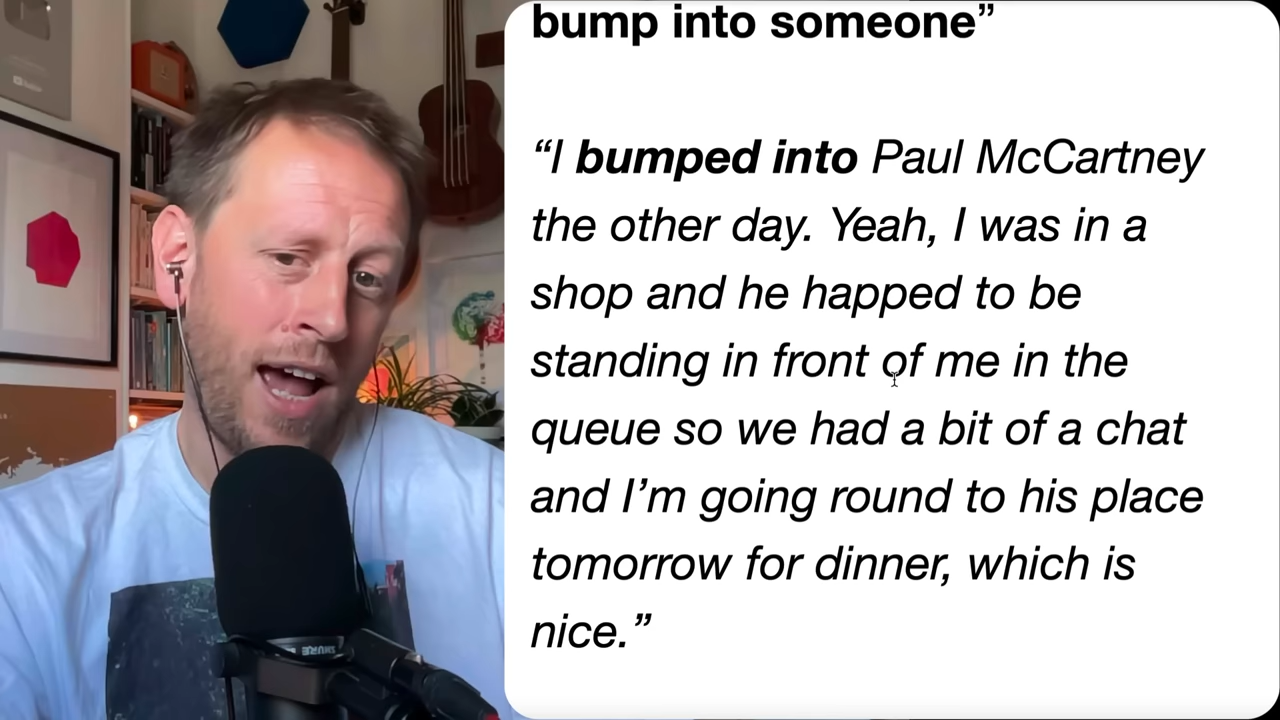 bump into someone”
“I bumped into Paul McCartney
the other day. Yeah, I was in a
shop and he happed to be
standing in front of me in the
queue so we had a bit of a chat
and I’m going round to his place
tomorrow for dinner, which is
nice.”
SHURE